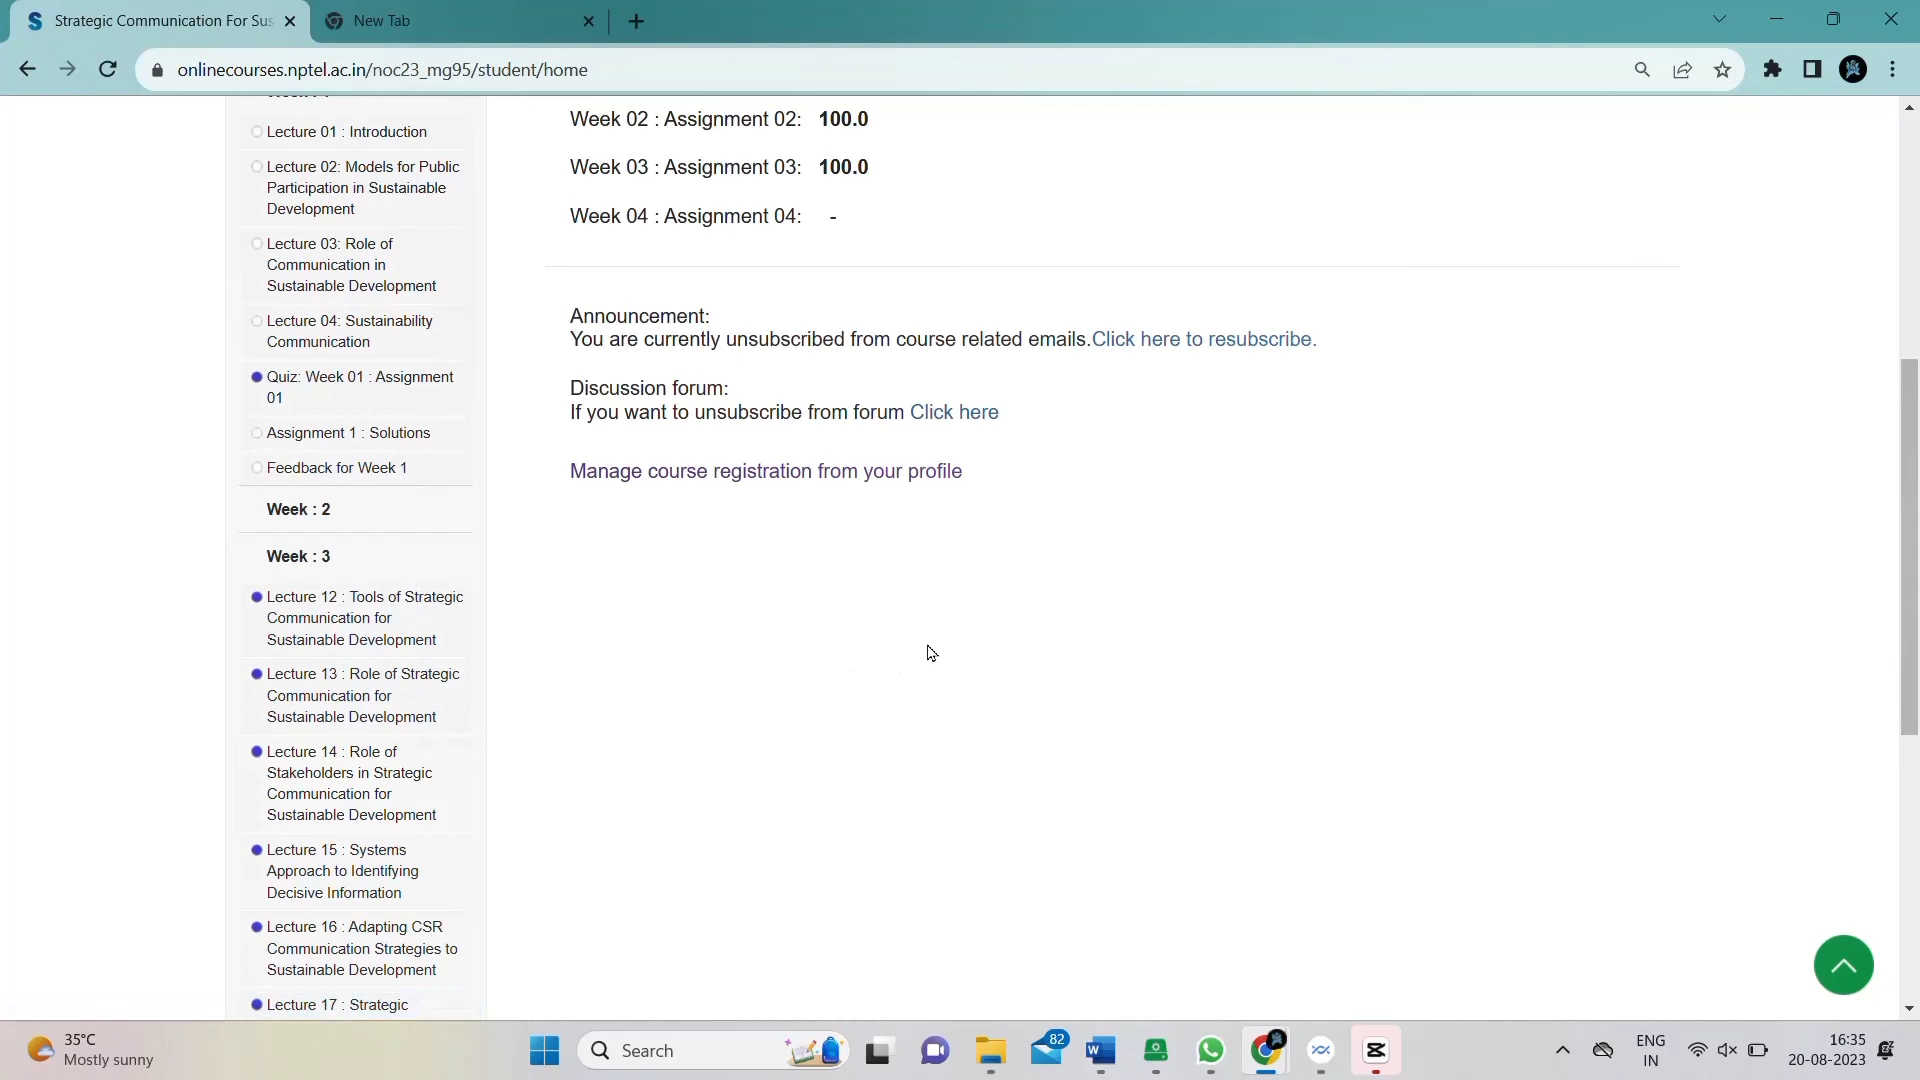 Strategic Communication For Sus
New Tab
onlinecourses.nptel.ac.in/noc23_mg95/student/home
Lecture 01 : Introduction
Lecture 02: Models for Public
Participation in Sustainable
Development
Lecture 03: Role of
Communication in
Sustainable Development
Lecture 04: Sustainability
Communication
Quiz: Week 01 : Assignment
01
Assignment 1 : Solutions
Feedback for Week 1
Week : 2
Week : 3
Lecture 12 : Tools of Strategic
Communication for
Sustainable Development
Lecture 13 : Role of Strategic
Communication for
Sustainable Development
Lecture 14 : Role of
Stakeholders in Strategic
Communication for
Sustainable Development
Lecture 15 : Systems
Approach to Identifying
Decisive Information
Lecture 16 : Adapting CSR
Communication Strategies to
Sustainable Development
Lecture 17 : Strategic
Week 02 : Assignment 02: 100.0
Week 03 : Assignment 03: 100.0
Week 04 : Assignment 04: -
Announcement:
You are currently unsubscribed from course related emails.Click here to resubscribe.
Discussion forum:
If you want to unsubscribe from forum Click here
Manage course registration from your profile
35°C
Mostly sunny
Search
82
ENG
IN
16:35
20-08-2023